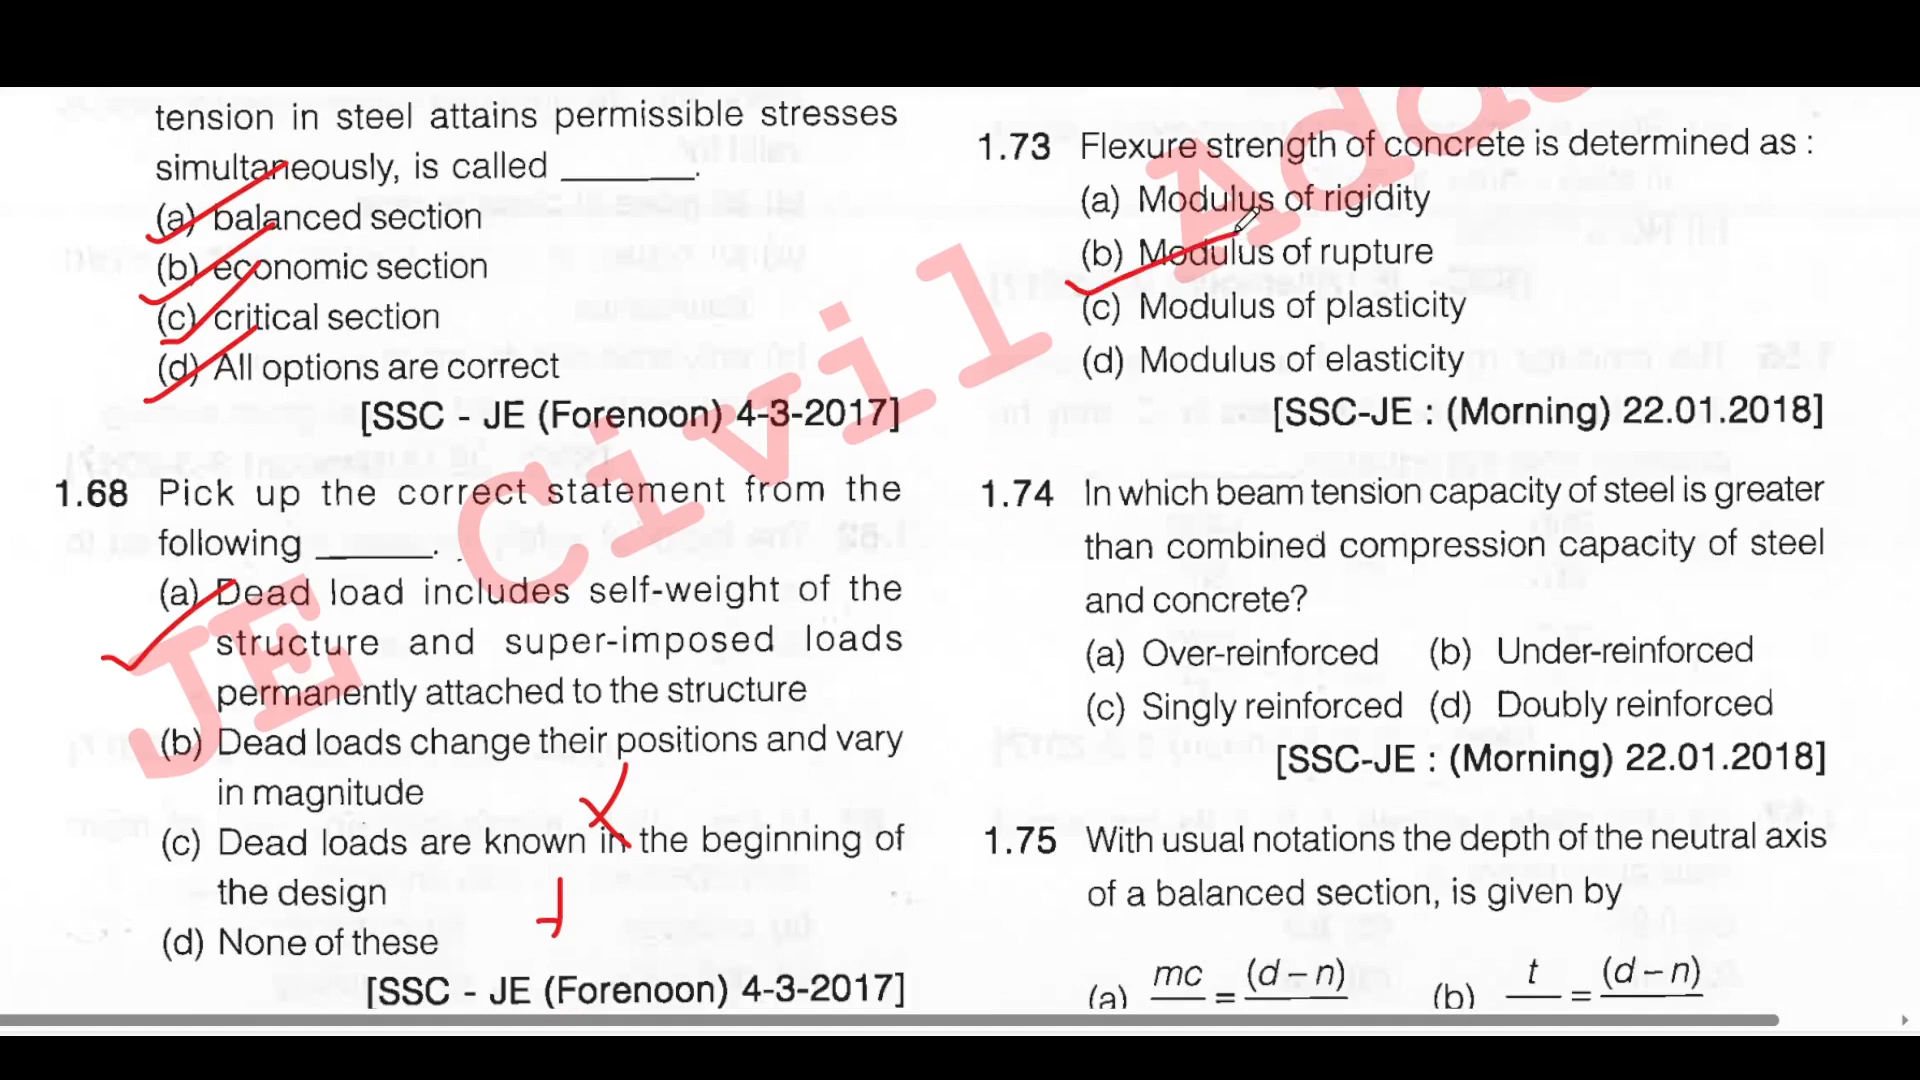 tension in steel attains permissible stresses
simultaneously, is called ______.
(a) balanced section
(b) economic section
(c) critical section
(d) All options are correct
[SSC - JE (Forenoon) 4-3-2017]
1.68 Pick up the correct statement from the
following ______.
(a) Dead load includes self-weight of the
structure and super-imposed loads
permanently attached to the structure
(b) Dead loads change their positions and vary
in magnitude
(c) Dead loads are known in the beginning of
the design
(d) None of these
[SSC - JE (Forenoon) 4-3-2017]
1.73 Flexure strength of concrete is determined as :
(a) Modulus of rigidity
(b) Modulus of rupture
(c) Modulus of plasticity
(d) Modulus of elasticity
[SSC-JE : (Morning) 22.01.2018]
1.74 In which beam tension capacity of steel is greater
than combined compression capacity of steel
and concrete?
(a) Over-reinforced (b) Under-reinforced
(c) Singly reinforced (d) Doubly reinforced
[SSC-JE : (Morning) 22.01.2018]
1.75 With usual notations the depth of the neutral axis
of a balanced section, is given by
(a) mc = (d – n) (b) t = (d – n)
JE Civil